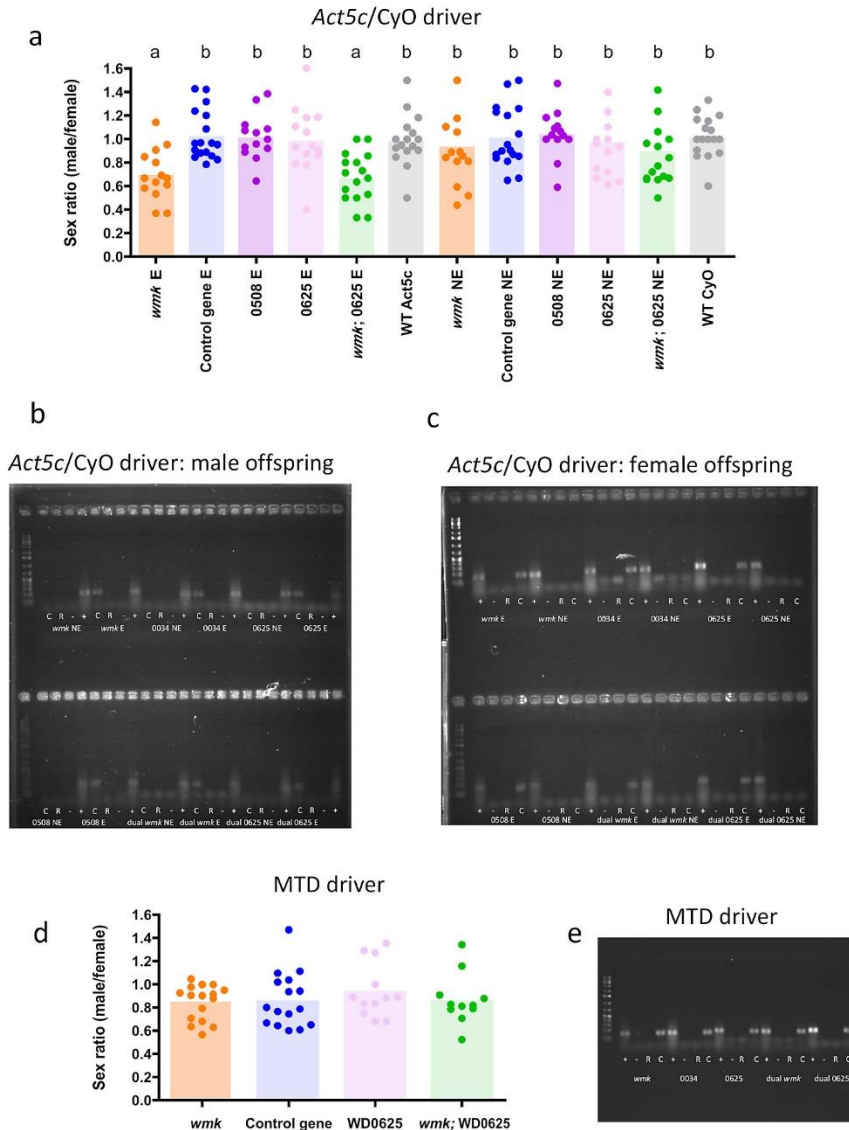 Act5c/CyO driver
a
a b b b a b b b b b b b
1.6
1.4
1.2
1.0
0.8
0.6
0.4
0.2
0.0
Sex ratio (male/female)
wmk E
Control gene E
0508 E
0625 E
wmk; 0625 E
WT Act5c
wmk NE
Control gene NE
0508 NE
0625 NE
wmk; 0625 NE
WT CyO
b
Act5c/CyO driver: male offspring
C R - + C R - + C R - + C R - + C R - + C R - +
wmk NE wmk E 0034 NE 0034 E 0625 NE 0625 E
C R - + C R - + C R - + C R - + C R - + C R - +
0508 NE 0508 E dual wmk NE dual wmk E dual 0625 NE dual 0625 E
c
Act5c/CyO driver: female offspring
+ - R C + - R C + - R C + - R C + - R C + - R C
wmk E wmk NE 0034 E 0034 NE 0625 E 0625 NE
+ - R C + - R C + - R C + - R C + - R C + - R C
0508 E 0508 NE dual wmk E dual wmk NE dual 0625 E dual 0625 NE
d
MTD driver
1.6
1.4
1.2
1.0
0.8
0.6
0.4
0.2
0.0
Sex ratio (male/female)
wmk Control gene WD0625 wmk; WD0625
e
MTD driver
+ - R C + - R C + - R C + - R C + - R C
wmk 0034 0625 dual wmk dual 0625